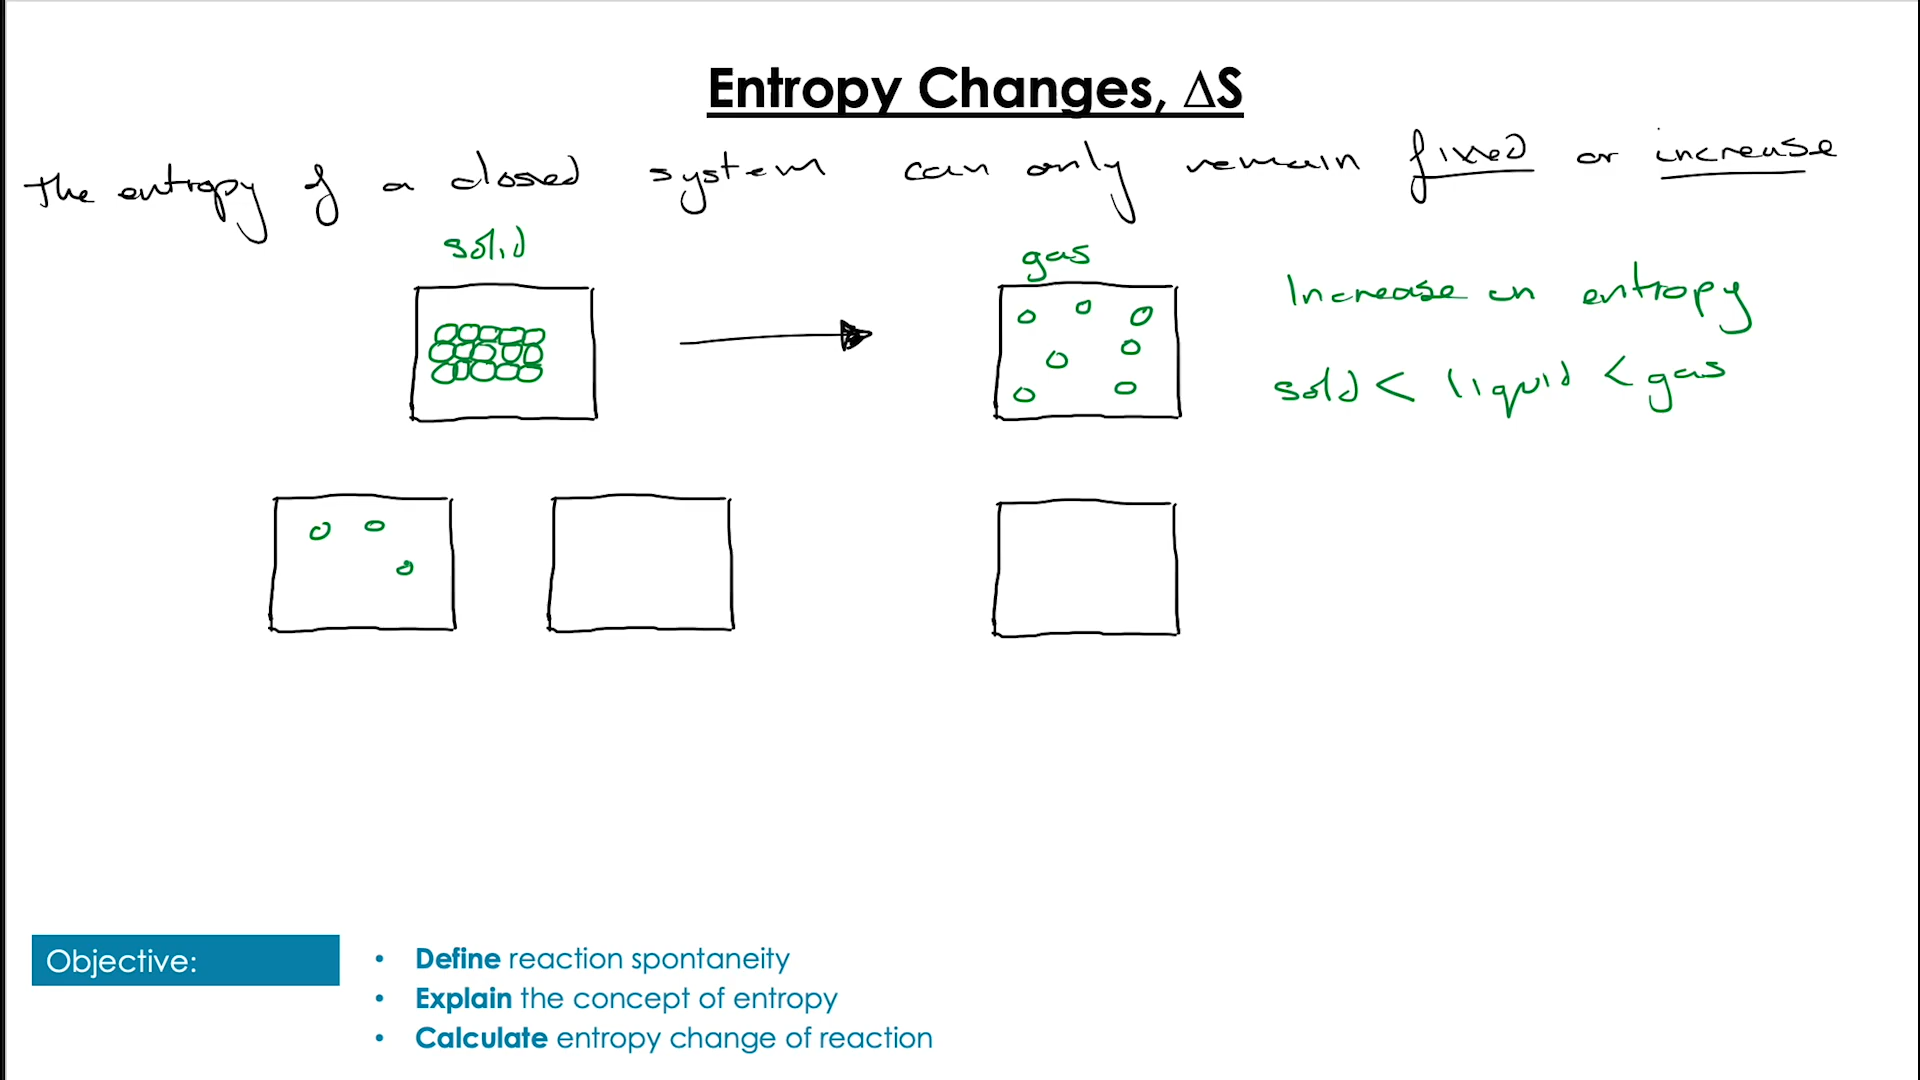 Entropy Changes, ΔS
The entropy of a closed system can only remain fixed or increase
solid
gas
Increase in entropy
sold < liquid < gas
Objective:
• Define reaction spontaneity
• Explain the concept of entropy
• Calculate entropy change of reaction